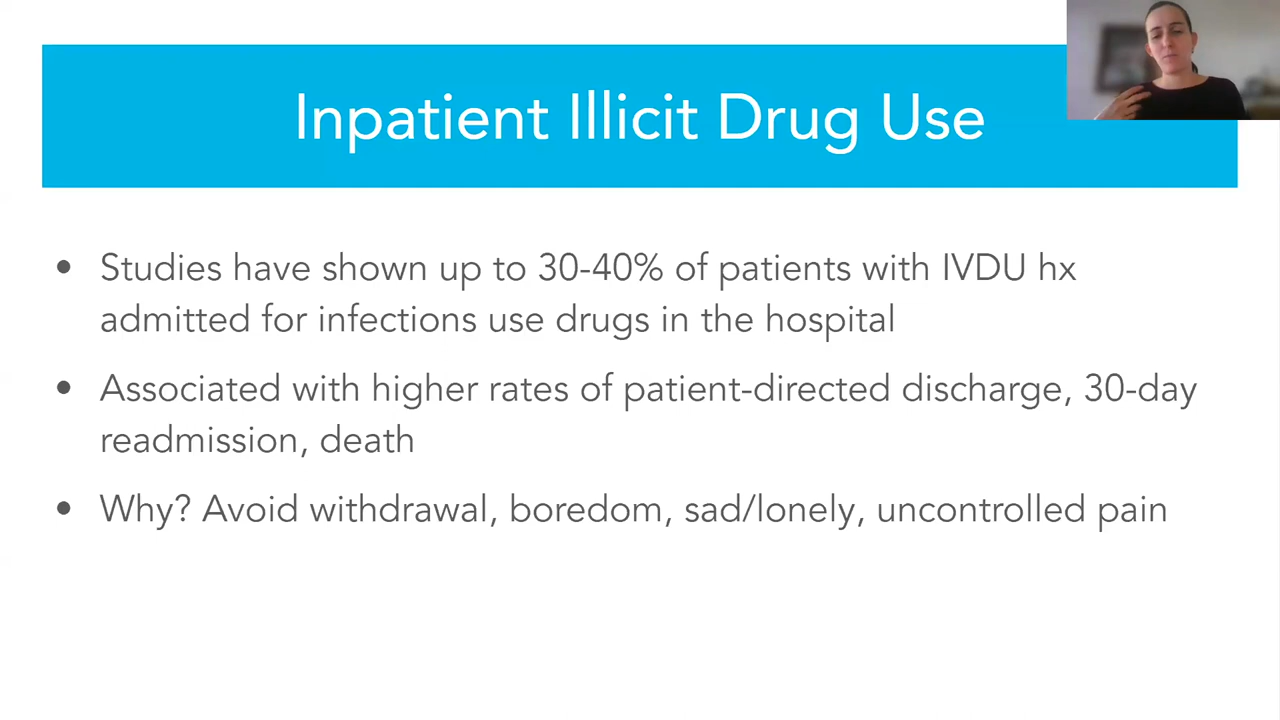 Inpatient Illicit Drug Use
• Studies have shown up to 30-40% of patients with IVDU hx
admitted for infections use drugs in the hospital
• Associated with higher rates of patient-directed discharge, 30-day
readmission, death
• Why? Avoid withdrawal, boredom, sad/lonely, uncontrolled pain